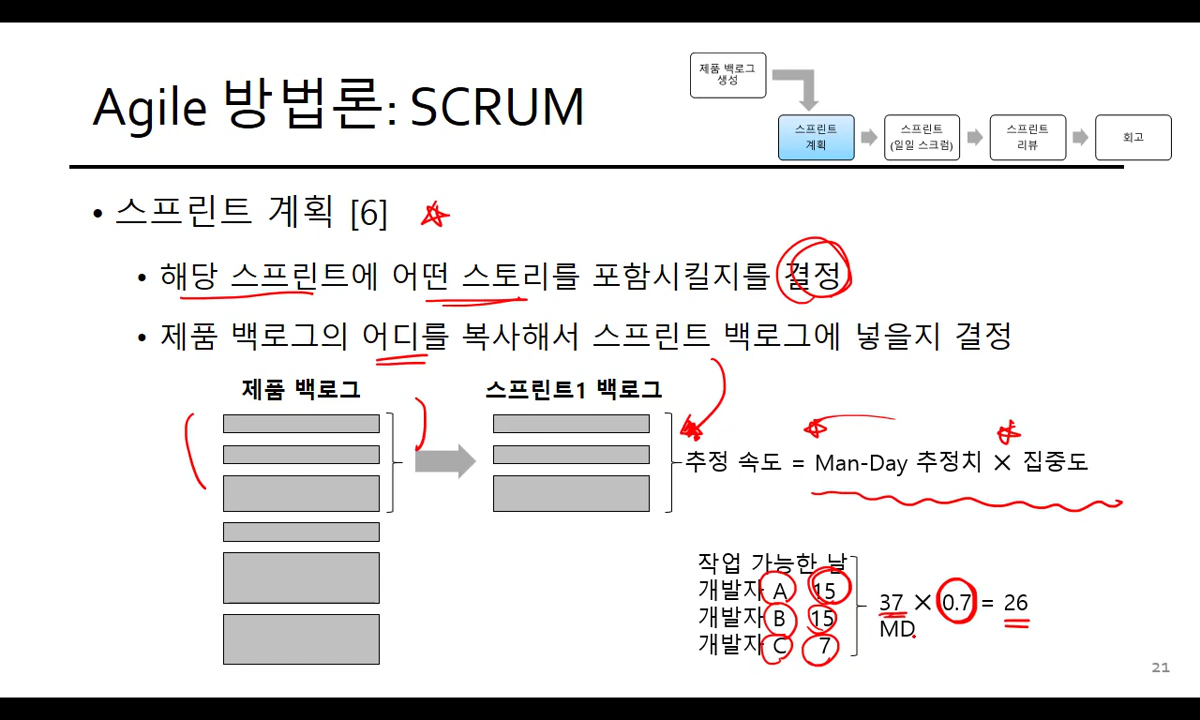 Agile 방법론: SCRUM
제품 백로그
생성
스프린트
계획
스프린트
(일일 스크럼)
스프린트
리뷰
회고
• 스프린트 계획 [6]
• 해당 스프린트에 어떤 스토리를 포함시킬지를 결정
• 제품 백로그의 어디를 복사해서 스프린트 백로그에 넣을지 결정
제품 백로그
스프린트1 백로그
추정 속도 = Man-Day 추정치 × 집중도
작업 가능한 날
개발자 A 15
개발자 B 15
개발자 C 7
37 × 0.7 = 26
MD
21